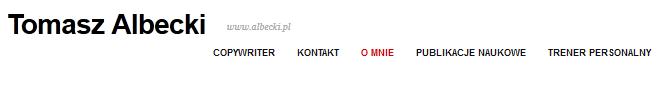 Tomasz Albecki www.albecki.pl
COPYWRITER KONTAKT O MNIE PUBLIKACJE NAUKOWE TRENER PERSONALNY